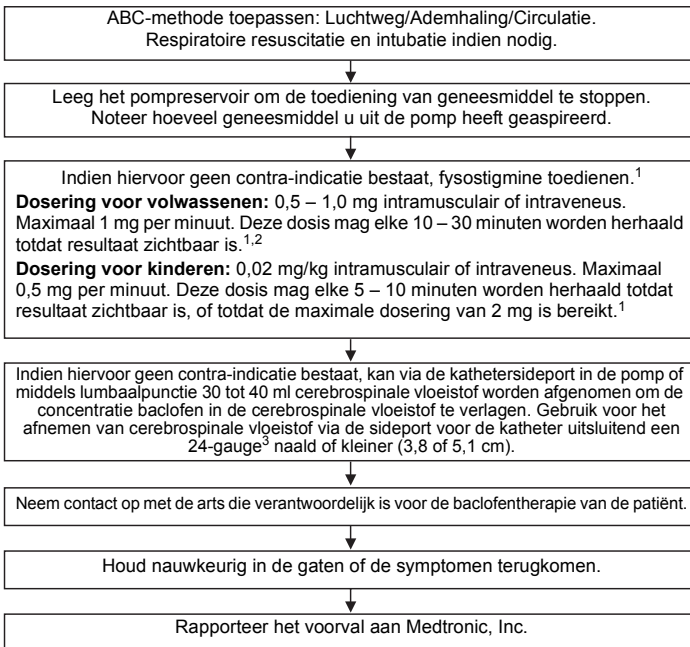 ABC-methode toepassen: Luchtweg/Ademhaling/Circulatie.
Respiratoire resuscitatie en intubatie indien nodig.
Leeg het pompreservoir om de toediening van geneesmiddel te stoppen.
Noteer hoeveel geneesmiddel u uit de pomp heeft geaspireerd.
Indien hiervoor geen contra-indicatie bestaat, fysostigmine toedienen.¹
Dosering voor volwassenen: 0,5 – 1,0 mg intramusculair of intraveneus.
Maximaal 1 mg per minuut. Deze dosis mag elke 10 – 30 minuten worden herhaald
totdat resultaat zichtbaar is.¹,²
Dosering voor kinderen: 0,02 mg/kg intramusculair of intraveneus. Maximaal
0,5 mg per minuut. Deze dosis mag elke 5 – 10 minuten worden herhaald totdat
resultaat zichtbaar is, of totdat de maximale dosering van 2 mg is bereikt.¹
Indien hiervoor geen contra-indicatie bestaat, kan via de kathetersideport in de pomp of
middels lumbaalpunctie 30 tot 40 ml cerebrospinale vloeistof worden afgenomen om de
concentratie baclofen in de cerebrospinale vloeistof te verlagen. Gebruik voor het
afnemen van cerebrospinale vloeistof via de sideport voor de katheter uitsluitend een
24-gauge³ naald of kleiner (3,8 of 5,1 cm).
Neem contact op met de arts die verantwoordelijk is voor de baclofentherapie van de patiënt.
Houd nauwkeurig in de gaten of de symptomen terugkomen.
Rapporteer het voorval aan Medtronic, Inc.